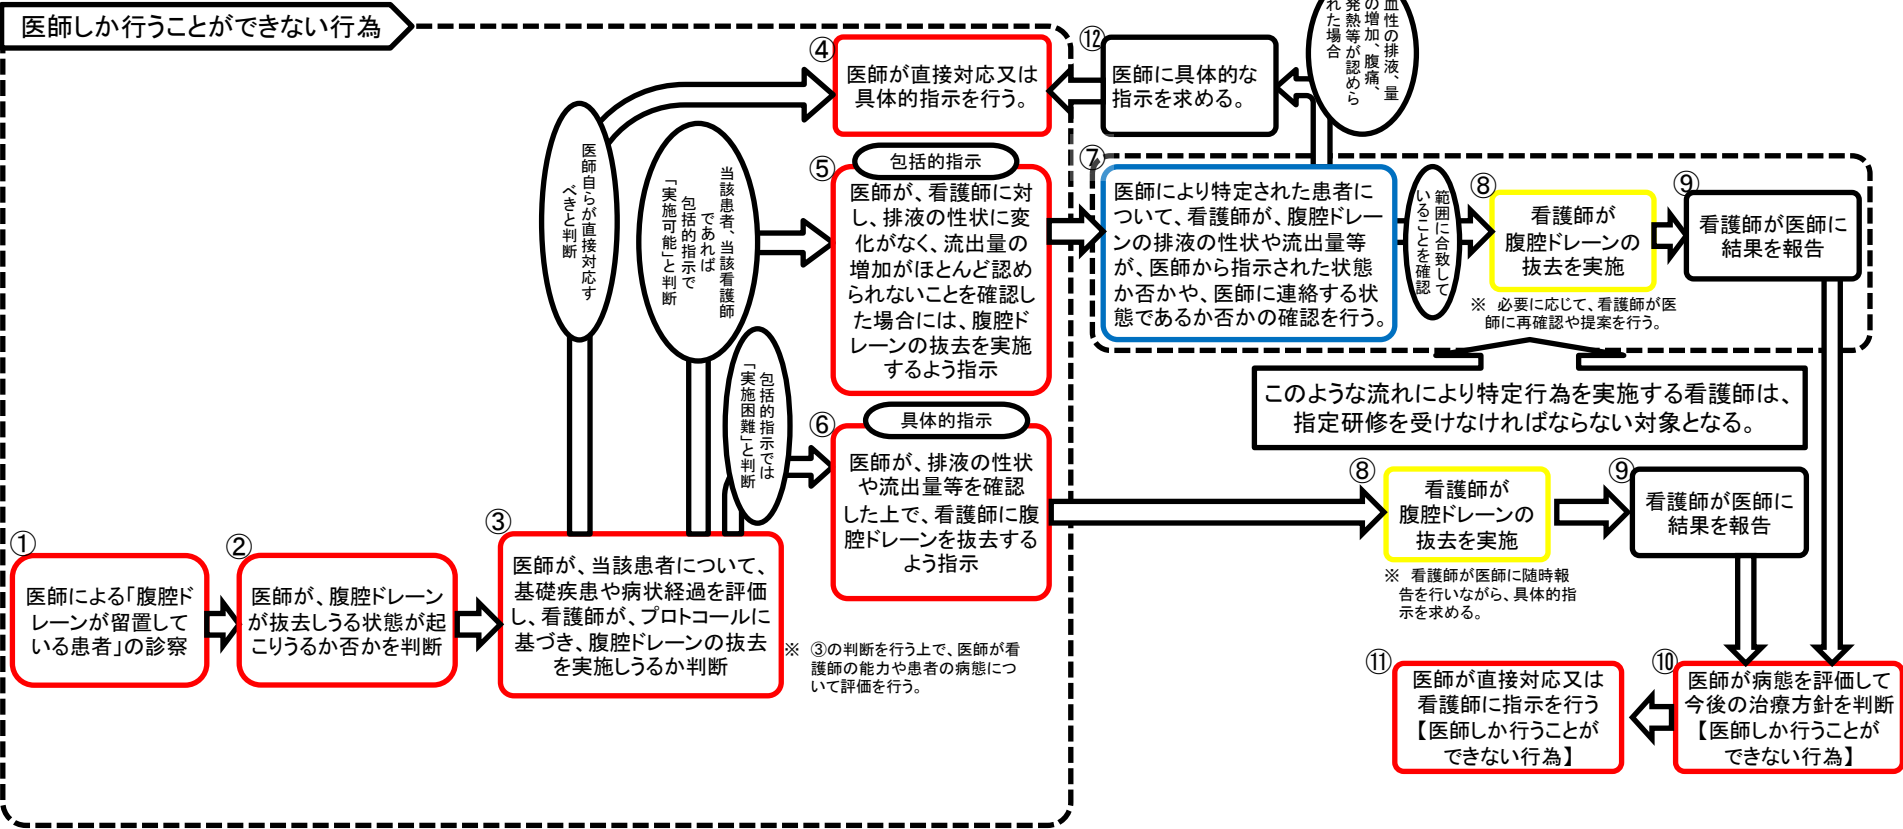 医師しか行うことができない行為
④
医師が直接対応又は
具体的指示を行う。
⑫
医師に具体的な
指示を求める。
血性の排液、量
の増加、腹痛、
発熱等が認めら
れた場合
医師自らが直接対応す
べきと判断
当該患者、当該看護師
であれば
包括的指示で
「実施可能」と判断
包括的指示では
「実施困難」と判断
⑤
包括的指示
医師が、看護師に対
し、排液の性状に変
化がなく、流出量の
増加がほとんど認め
られないことを確認し
た場合には、腹腔ド
レーンの抜去を実施
するよう指示
⑦
医師により特定された患者に
ついて、看護師が、腹腔ドレー
ンの排液の性状や流出量等
が、医師から指示された状態
か否かや、医師に連絡する状
態であるか否かの確認を行う。
範囲に合致して
いることを確認
⑧
看護師が
腹腔ドレーンの
抜去を実施
※ 必要に応じて、看護師が医
師に再確認や提案を行う。
⑨
看護師が医師に
結果を報告
このような流れにより特定行為を実施する看護師は、
指定研修を受けなければならない対象となる。
⑥
具体的指示
医師が、排液の性状
や流出量等を確認
した上で、看護師に腹
腔ドレーンを抜去する
よう指示
⑧
看護師が
腹腔ドレーンの
抜去を実施
※ 看護師が医師に随時報
告を行いながら、具体的指
示を求める。
⑨
看護師が医師に
結果を報告
①
医師による「腹腔ド
レーンが留置して
いる患者」の診察
②
医師が、腹腔ドレーン
が抜去しうる状態が起
こりうるか否かを判断
③
医師が、当該患者について、
基礎疾患や病状経過を評価
し、看護師が、プロトコールに
基づき、腹腔ドレーンの抜去
を実施しうるか判断
※ ③の判断を行う上で、医師が看
護師の能力や患者の病態につ
いて評価を行う。
⑪
医師が直接対応又は
看護師に指示を行う
【医師しか行うことが
できない行為】
⑩
医師が病態を評価して
今後の治療方針を判断
【医師しか行うことが
できない行為】